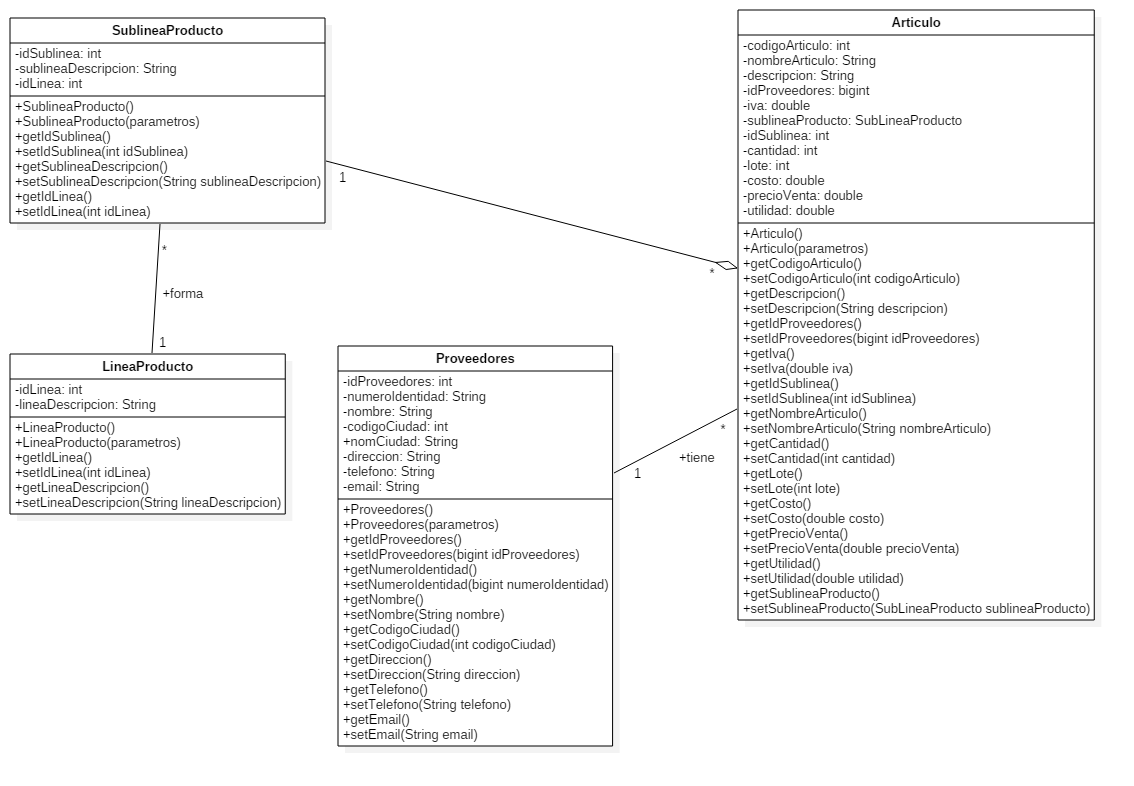 SublineaProducto
-idSublinea: int
-sublineaDescripcion: String
-idLinea: int
+SublineaProducto()
+SublineaProducto(parametros)
+getIdSublinea()
+setIdSublinea(int idSublinea)
+getSublineaDescripcion()
+setSublineaDescripcion(String sublineaDescripcion)
+getIdLinea()
+setIdLinea(int idLinea)
1
*
*
+forma
1
LineaProducto
-idLinea: int
-lineaDescripcion: String
+LineaProducto()
+LineaProducto(parametros)
+getIdLinea()
+setIdLinea(int idLinea)
+getLineaDescripcion()
+setLineaDescripcion(String lineaDescripcion)
Proveedores
-idProveedores: int
-numeroIdentidad: String
-nombre: String
-codigoCiudad: int
+nomCiudad: String
-direccion: String
-telefono: String
-email: String
+Proveedores()
+Proveedores(parametros)
+getIdProveedores()
+setIdProveedores(bigint idProveedores)
+getNumeroIdentidad()
+setNumeroIdentidad(bigint numeroIdentidad)
+getNombre()
+setNombre(String nombre)
+getCodigoCiudad()
+setCodigoCiudad(int codigoCiudad)
+getDireccion()
+setDireccion(String direccion)
+getTelefono()
+setTelefono(String telefono)
+getEmail()
+setEmail(String email)
*
+tiene
1
Articulo
-codigoArticulo: int
-nombreArticulo: String
-descripcion: String
-idProveedores: bigint
-iva: double
-sublineaProducto: SubLineaProducto
-idSublinea: int
-cantidad: int
-lote: int
-costo: double
-precioVenta: double
-utilidad: double
+Articulo()
+Articulo(parametros)
+getCodigoArticulo()
+setCodigoArticulo(int codigoArticulo)
+getDescripcion()
+setDescripcion(String descripcion)
+getIdProveedores()
+setIdProveedores(bigint idProveedores)
+getIva()
+setIva(double iva)
+getIdSublinea()
+setIdSublinea(int idSublinea)
+getNombreArticulo()
+setNombreArticulo(String nombreArticulo)
+getCantidad()
+setCantidad(int cantidad)
+getLote()
+setLote(int lote)
+getCosto()
+setCosto(double costo)
+getPrecioVenta()
+setPrecioVenta(double precioVenta)
+getUtilidad()
+setUtilidad(double utilidad)
+getSublineaProducto()
+setSublineaProducto(SubLineaProducto sublineaProducto)